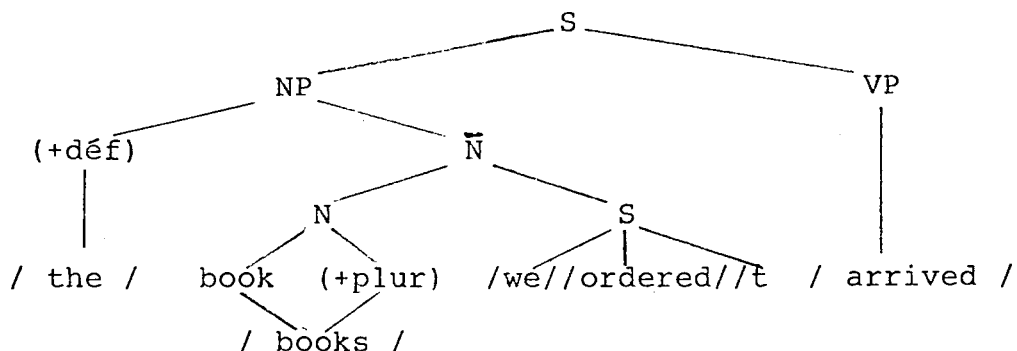 S
NP VP
(+déf) N̄
N S
/ the / book (+plur) /we//ordered//t / arrived /
/ books /